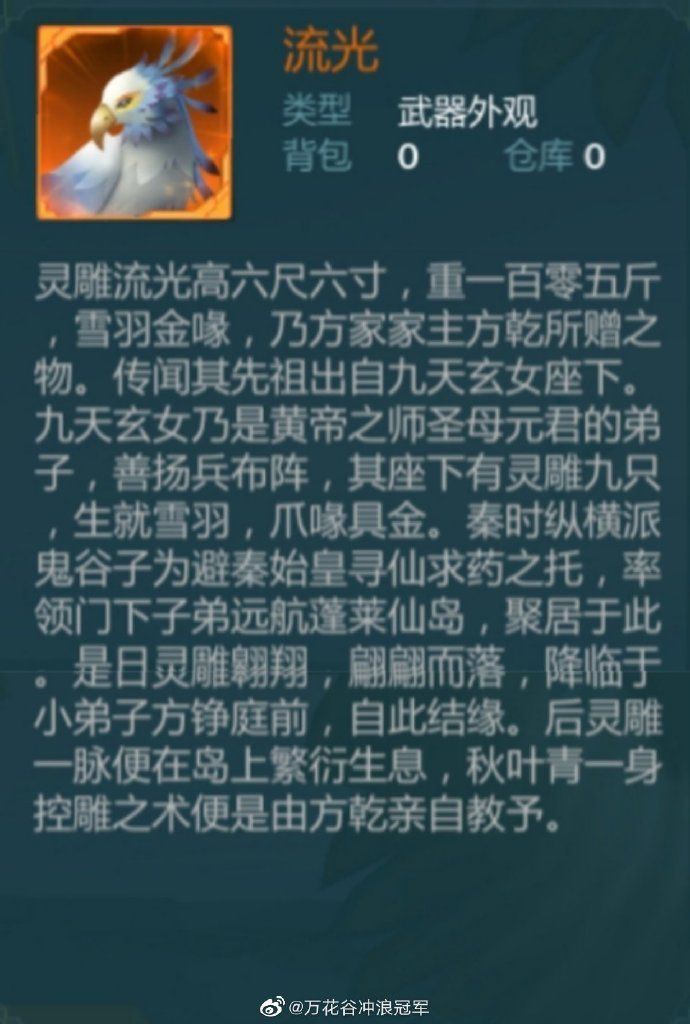 流光
类型 武器外观
背包 0 仓库 0
灵雕流光高六尺六寸，重一百零五斤
，雪羽金喙，乃方家家主方乾所赠之
物。传闻其先祖出自九天玄女座下。
九天玄女乃是黄帝之师圣母元君的弟
子，善扬兵布阵，其座下有灵雕九只
，生就雪羽，爪喙具金。秦时纵横派
鬼谷子为避秦始皇寻仙求药之托，率
领门下子弟远航蓬莱仙岛，聚居于此
。是日灵雕翱翔，翩翩而落，降临于
小弟子方铮庭前，自此结缘。后灵雕
一脉便在岛上繁衍生息，秋叶青一身
控雕之术便是由方乾亲自教予。
@万花谷冲浪冠军